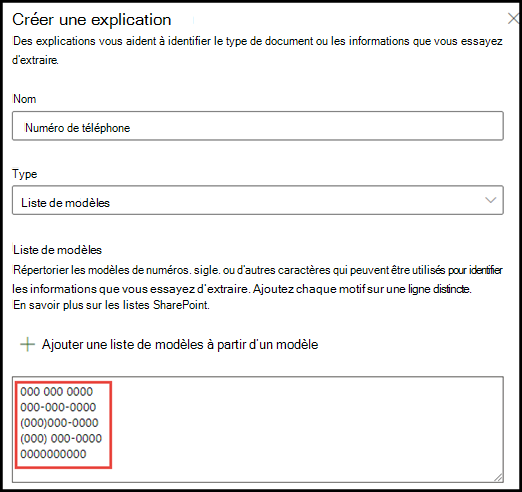 Créer une explication
Des explications vous aident à identifier le type de document ou les informations que vous essayez
d'extraire.
Nom
Numéro de téléphone
Type
Liste de modèles
Liste de modèles
Répertorier les modèles de numéros. sigle. ou d'autres caractères qui peuvent être utilisés pour identifier
les informations que vous essayez d'extraire. Ajoutez chaque motif sur une ligne distincte.
En savoir plus sur les listes SharePoint.
Ajouter une liste de modèles à partir d'un modèle
000 000 0000
000-000-0000
(000)000-0000
(000) 000-0000
0000000000